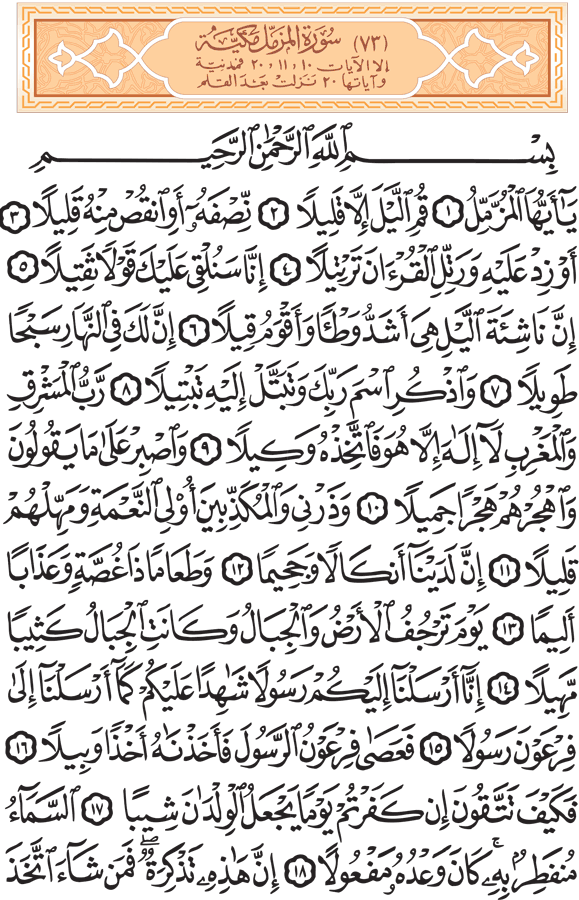 (٧٣) سُورَةُ المزَّمِّل مَكِيَّة
إلا الآيات ١٠ و ١١ و ٢٠ فمدنية
وآياتها ٢٠ نزلت بعد القلم
بِسْمِ ٱللَّهِ ٱلرَّحْمَٰنِ ٱلرَّحِيمِ
يَـٰٓأَيُّهَا ٱلْمُزَّمِّلُ ١ قُمِ ٱلَّيْلَ إِلَّا قَلِيلًا ٢ نِّصْفَهُۥٓ أَوِ ٱنقُصْ مِنْهُ قَلِيلًا ٣
أَوْ زِدْ عَلَيْهِ وَرَتِّلِ ٱلْقُرْءَانَ تَرْتِيلًا ٤ إِنَّا سَنُلْقِى عَلَيْكَ قَوْلًا ثَقِيلًا ٥
إِنَّ نَاشِئَةَ ٱلَّيْلِ هِىَ أَشَدُّ وَطْـًٔا وَأَقْوَمُ قِيلًا ٦ إِنَّ لَكَ فِى ٱلنَّهَارِ سَبْحًا
طَوِيلًا ٧ وَٱذْكُرِ ٱسْمَ رَبِّكَ وَتَبَتَّلْ إِلَيْهِ تَبْتِيلًا ٨ رَّبُّ ٱلْمَشْرِقِ
وَٱلْمَغْرِبِ لَآ إِلَـٰهَ إِلَّا هُوَ فَٱتَّخِذْهُ وَكِيلًا ٩ وَٱصْبِرْ عَلَىٰ مَا يَقُولُونَ
وَٱهْجُرْهُمْ هَجْرًا جَمِيلًا ١٠ وَذَرْنِى وَٱلْمُكَذِّبِينَ أُو۟لِى ٱلنَّعْمَةِ وَمَهِّلْهُمْ
قَلِيلًا ١١ إِنَّ لَدَيْنَآ أَنكَالًا وَجَحِيمًا ١٢ وَطَعَامًا ذَا غُصَّةٍ وَعَذَابًا
أَلِيمًا ١٣ يَوْمَ تَرْجُفُ ٱلْأَرْضُ وَٱلْجِبَالُ وَكَانَتِ ٱلْجِبَالُ كَثِيبًا
مَّهِيلًا ١٤ إِنَّآ أَرْسَلْنَآ إِلَيْكُمْ رَسُولًا شَـٰهِدًا عَلَيْكُمْ كَمَآ أَرْسَلْنَآ إِلَىٰ
فِرْعَوْنَ رَسُولًا ١٥ فَعَصَىٰ فِرْعَوْنُ ٱلرَّسُولَ فَأَخَذْنَـٰهُ أَخْذًا وَبِيلًا ١٦
فَكَيْفَ تَتَّقُونَ إِن كَفَرْتُمْ يَوْمًا يَجْعَلُ ٱلْوِلْدَٰنَ شِيبًا ١٧ ٱلسَّمَآءُ
مُنفَطِرٌۢ بِهِۦ ۚ كَانَ وَعْدُهُۥ مَفْعُولًا ١٨ إِنَّ هَـٰذِهِۦ تَذْكِرَةٌ ۖ فَمَن شَآءَ ٱتَّخَذَ